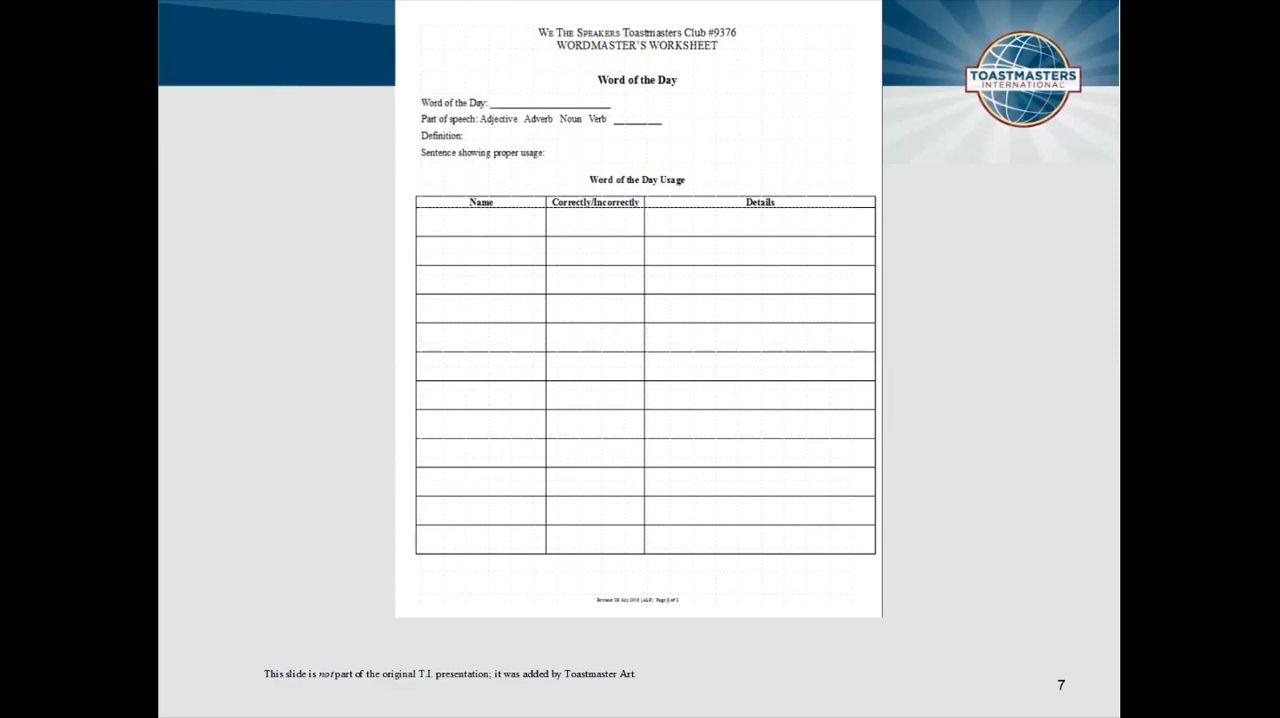 WE THE SPEAKERS Toastmasters Club #9376
WORDMASTER'S WORKSHEET
Word of the Day
Word of the Day: ____________________
Part of speech: Adjective Adverb Noun Verb ________
Definition:
Sentence showing proper usage:
Word of the Day Usage
Name Correctly/Incorrectly Details
TOASTMASTERS
INTERNATIONAL
This slide is not part of the original T.I. presentation; it was added by Toastmaster Art.
7